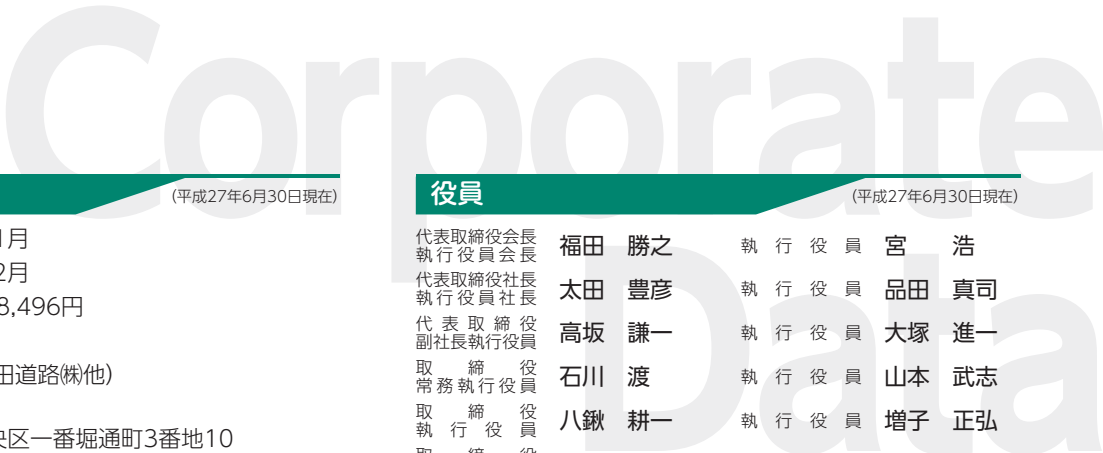 Corporate
Data
(平成27年6月30日現在)
1月
2月
8,496円
田道路㈱他)
央区一番堀通町3番地10
役員
(平成27年6月30日現在)
代表取締役会長
執行役員会長 福田 勝之
代表取締役社長
執行役員社長 太田 豊彦
代表取締役
副社長執行役員 高坂 謙一
取締役
常務執行役員 石川 渡
取締役
執行役員 八鍬 耕一
取締役
執行役員 宮 浩
執行役員 品田 真司
執行役員 大塚 進一
執行役員 山本 武志
執行役員 増子 正弘